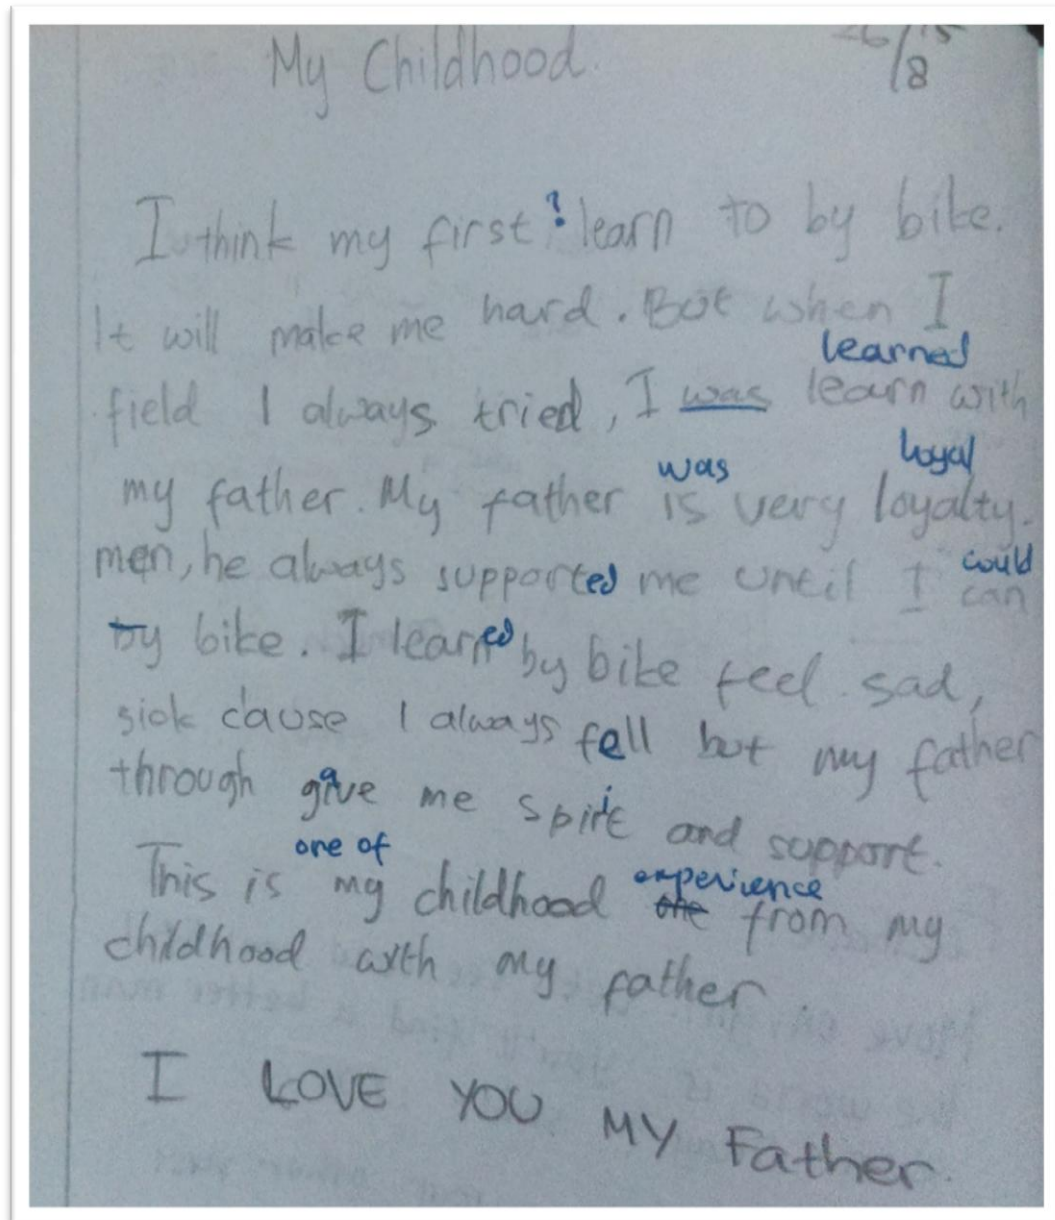 My Childhood.
/8
I think my first ? learn to by bike.
It will make me hard. But when I
learned
field I always tried, I was learn with
was loyal
my father. My father is very loyalty.
men, he always supported me until I can
could
by bike. I learned by bike feel sad,
sick cause I always fell but my father
through give me spirit and support.
one of experience
This is my childhood one from my
childhood with my father.
I LOVE YOU MY Father.